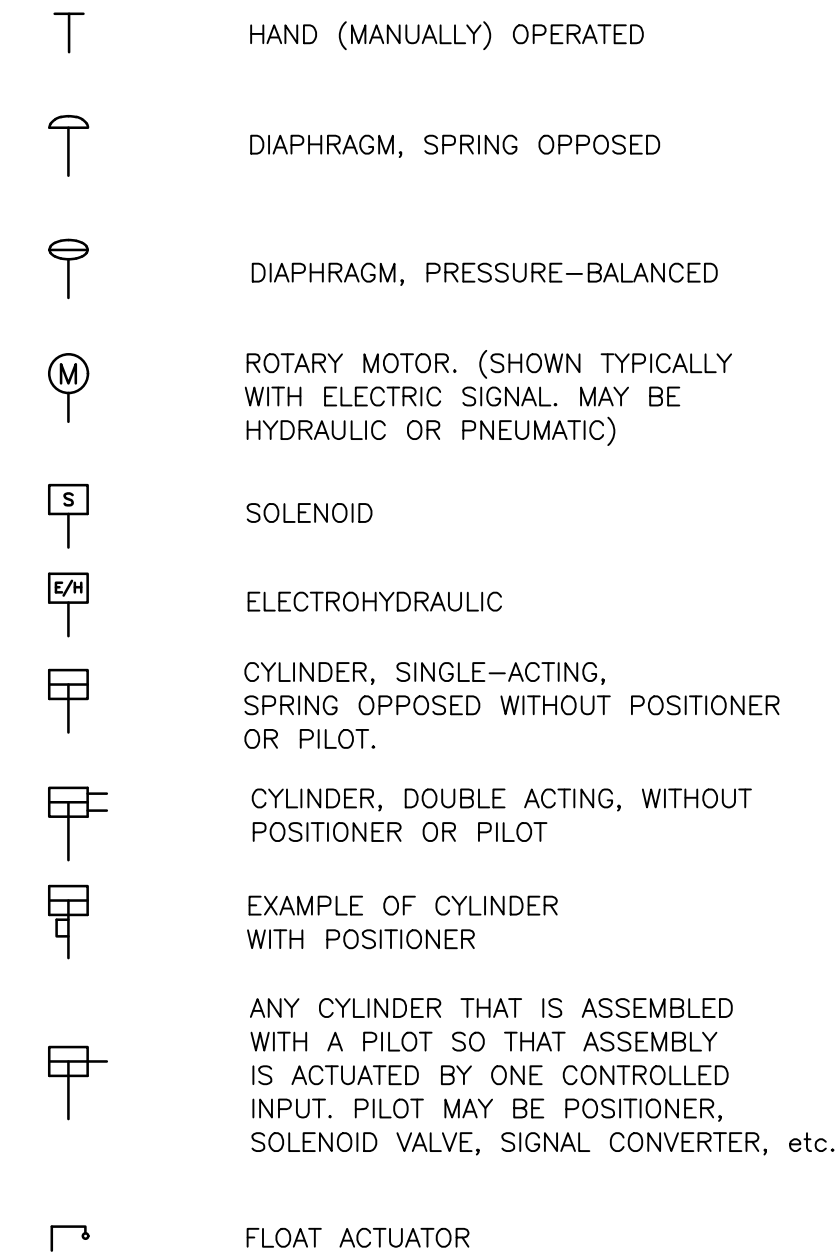 HAND (MANUALLY) OPERATED
DIAPHRAGM, SPRING OPPOSED
DIAPHRAGM, PRESSURE-BALANCED
M
ROTARY MOTOR. (SHOWN TYPICALLY
WITH ELECTRIC SIGNAL. MAY BE
HYDRAULIC OR PNEUMATIC)
S
SOLENOID
E/H
ELECTROHYDRAULIC
CYLINDER, SINGLE-ACTING,
SPRING OPPOSED WITHOUT POSITIONER
OR PILOT.
CYLINDER, DOUBLE ACTING, WITHOUT
POSITIONER OR PILOT
EXAMPLE OF CYLINDER
WITH POSITIONER
ANY CYLINDER THAT IS ASSEMBLED
WITH A PILOT SO THAT ASSEMBLY
IS ACTUATED BY ONE CONTROLLED
INPUT. PILOT MAY BE POSITIONER,
SOLENOID VALVE, SIGNAL CONVERTER, etc.
FLOAT ACTUATOR